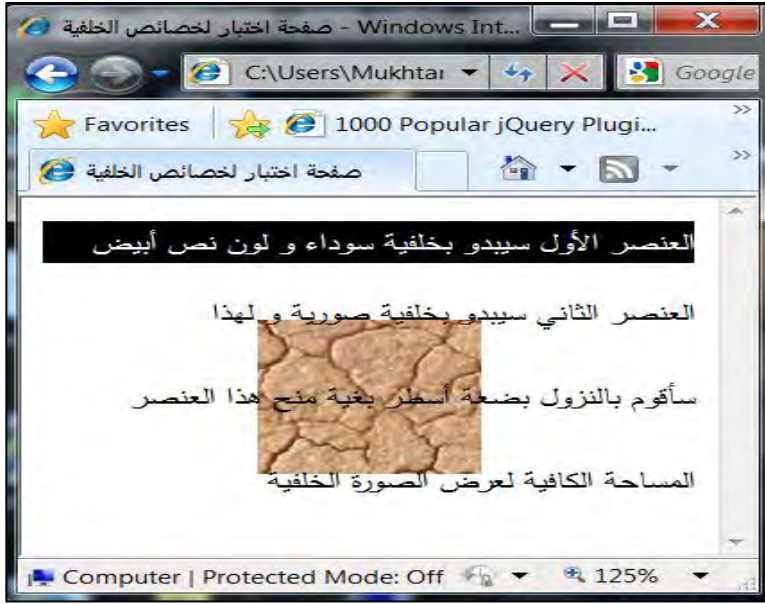 صفحة اختبار لخصائص الخلفية - Windows Int...
C:\Users\Mukhtar
Google
Favorites
1000 Popular jQuery Plugi...
صفحة اختبار لخصائص الخلفية
العنصر الأول سيبدو بخلفية سوداء و لون نص أبيض
العنصر الثاني سيبدو بخلفية صورية و لهذا
سأقوم بالنزول بضعة أسطر بغية منح هذا العنصر
المساحة الكافية لعرض الصورة الخلفية
Computer | Protected Mode: Off
125%